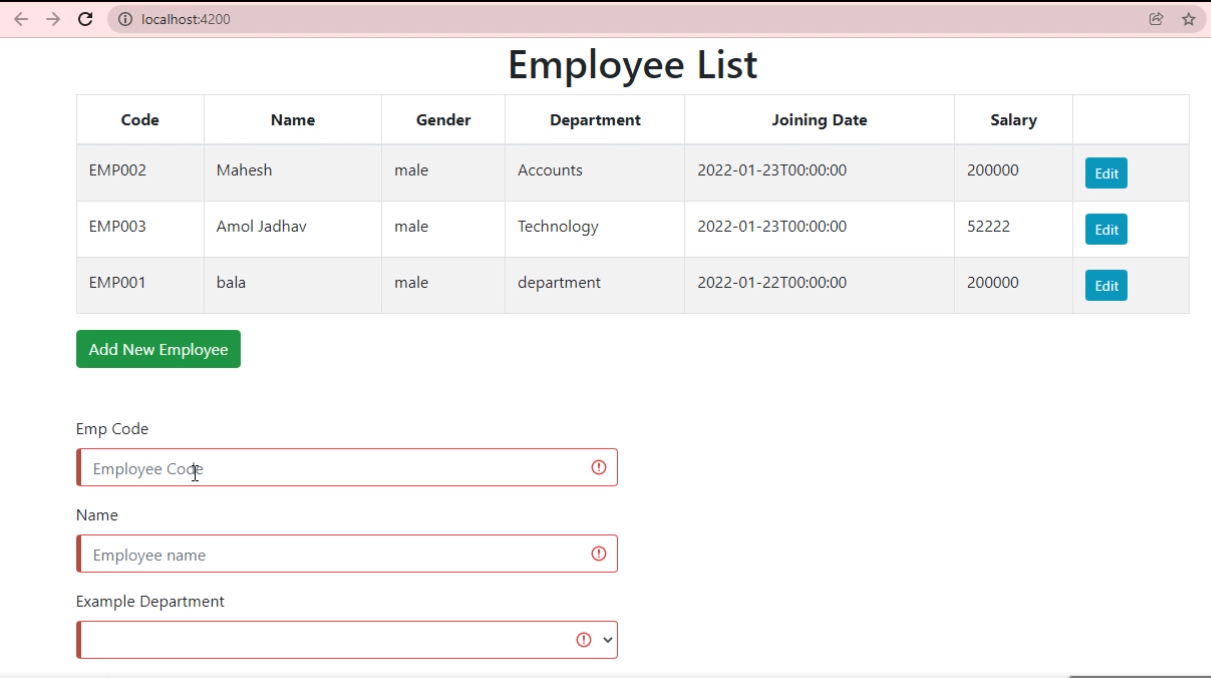 localhost:4200
Employee List
Code Name Gender Department Joining Date Salary
EMP002 Mahesh male Accounts 2022-01-23T00:00:00 200000 Edit
EMP003 Amol Jadhav male Technology 2022-01-23T00:00:00 52222 Edit
EMP001 bala male department 2022-01-22T00:00:00 200000 Edit
Add New Employee
Emp Code
Employee Code
Name
Employee name
Example Department